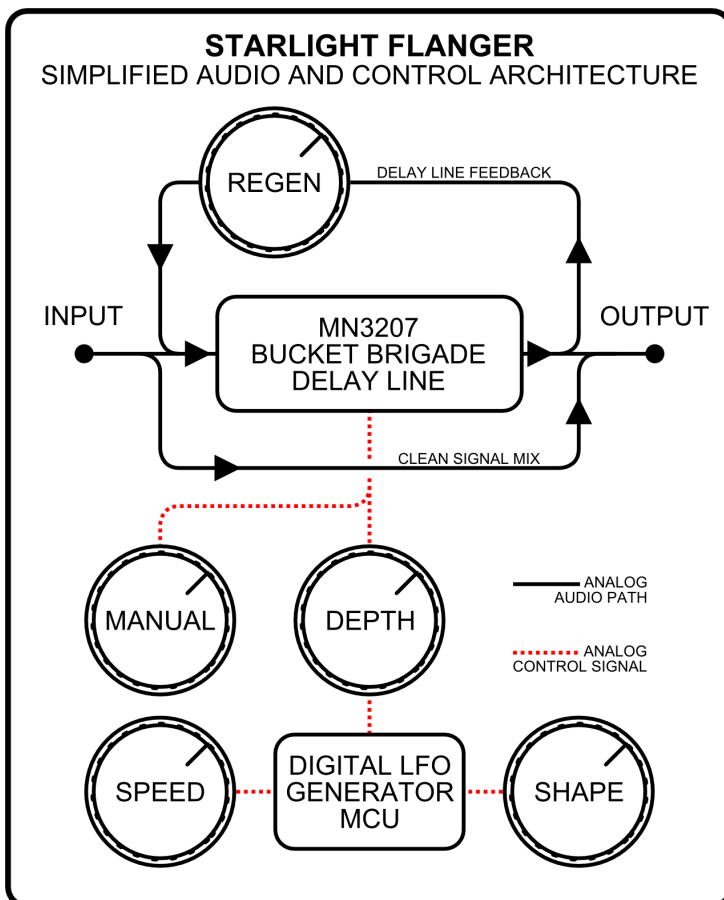 STARLIGHT FLANGER
SIMPLIFIED AUDIO AND CONTROL ARCHITECTURE
REGEN
DELAY LINE FEEDBACK
INPUT
MN3207
BUCKET BRIGADE
DELAY LINE
OUTPUT
CLEAN SIGNAL MIX
MANUAL
DEPTH
ANALOG
AUDIO PATH
ANALOG
CONTROL SIGNAL
SPEED
DIGITAL LFO
GENERATOR
MCU
SHAPE